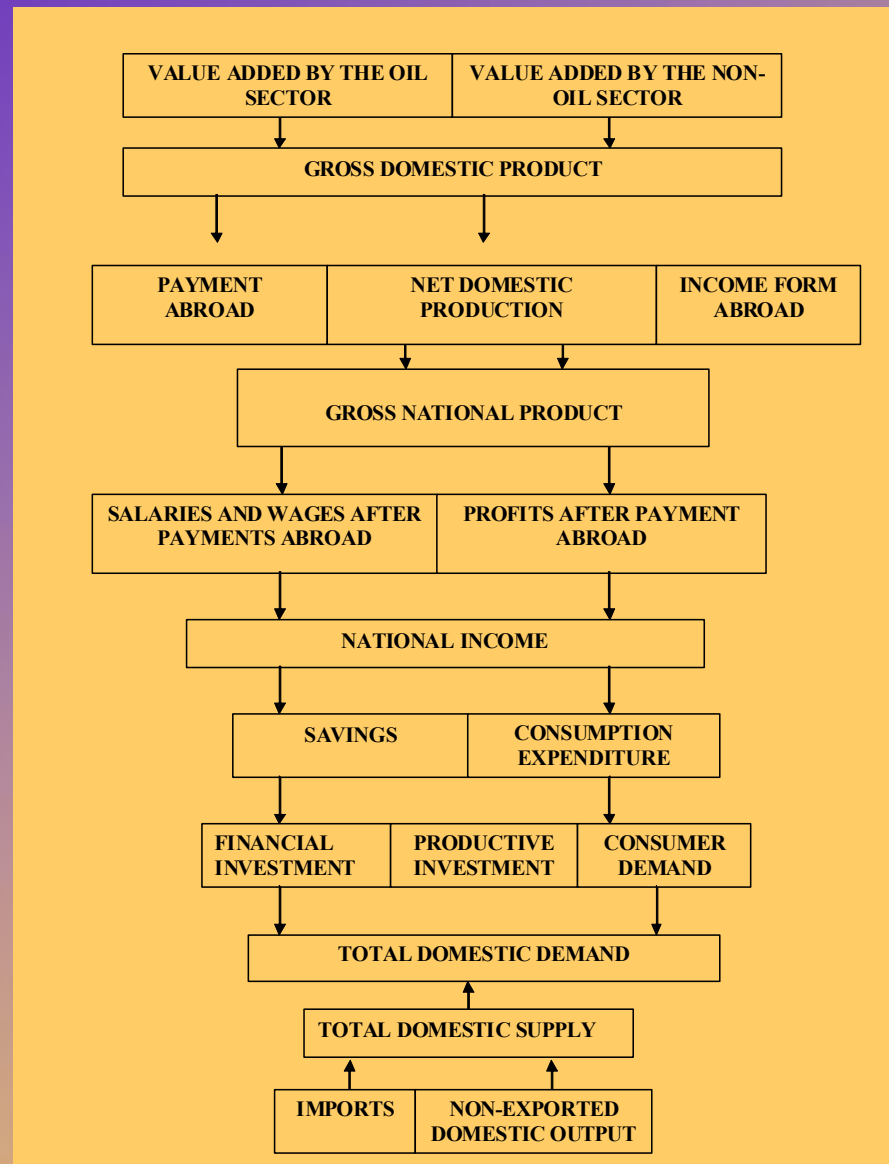 VALUE ADDED BY THE OIL
SECTOR
VALUE ADDED BY THE NON-
OIL SECTOR
GROSS DOMESTIC PRODUCT
PAYMENT
ABROAD
NET DOMESTIC
PRODUCTION
INCOME FORM
ABROAD
GROSS NATIONAL PRODUCT
SALARIES AND WAGES AFTER
PAYMENTS ABROAD
PROFITS AFTER PAYMENT
ABROAD
NATIONAL INCOME
SAVINGS
CONSUMPTION
EXPENDITURE
FINANCIAL
INVESTMENT
PRODUCTIVE
INVESTMENT
CONSUMER
DEMAND
TOTAL DOMESTIC DEMAND
TOTAL DOMESTIC SUPPLY
IMPORTS
NON-EXPORTED
DOMESTIC OUTPUT